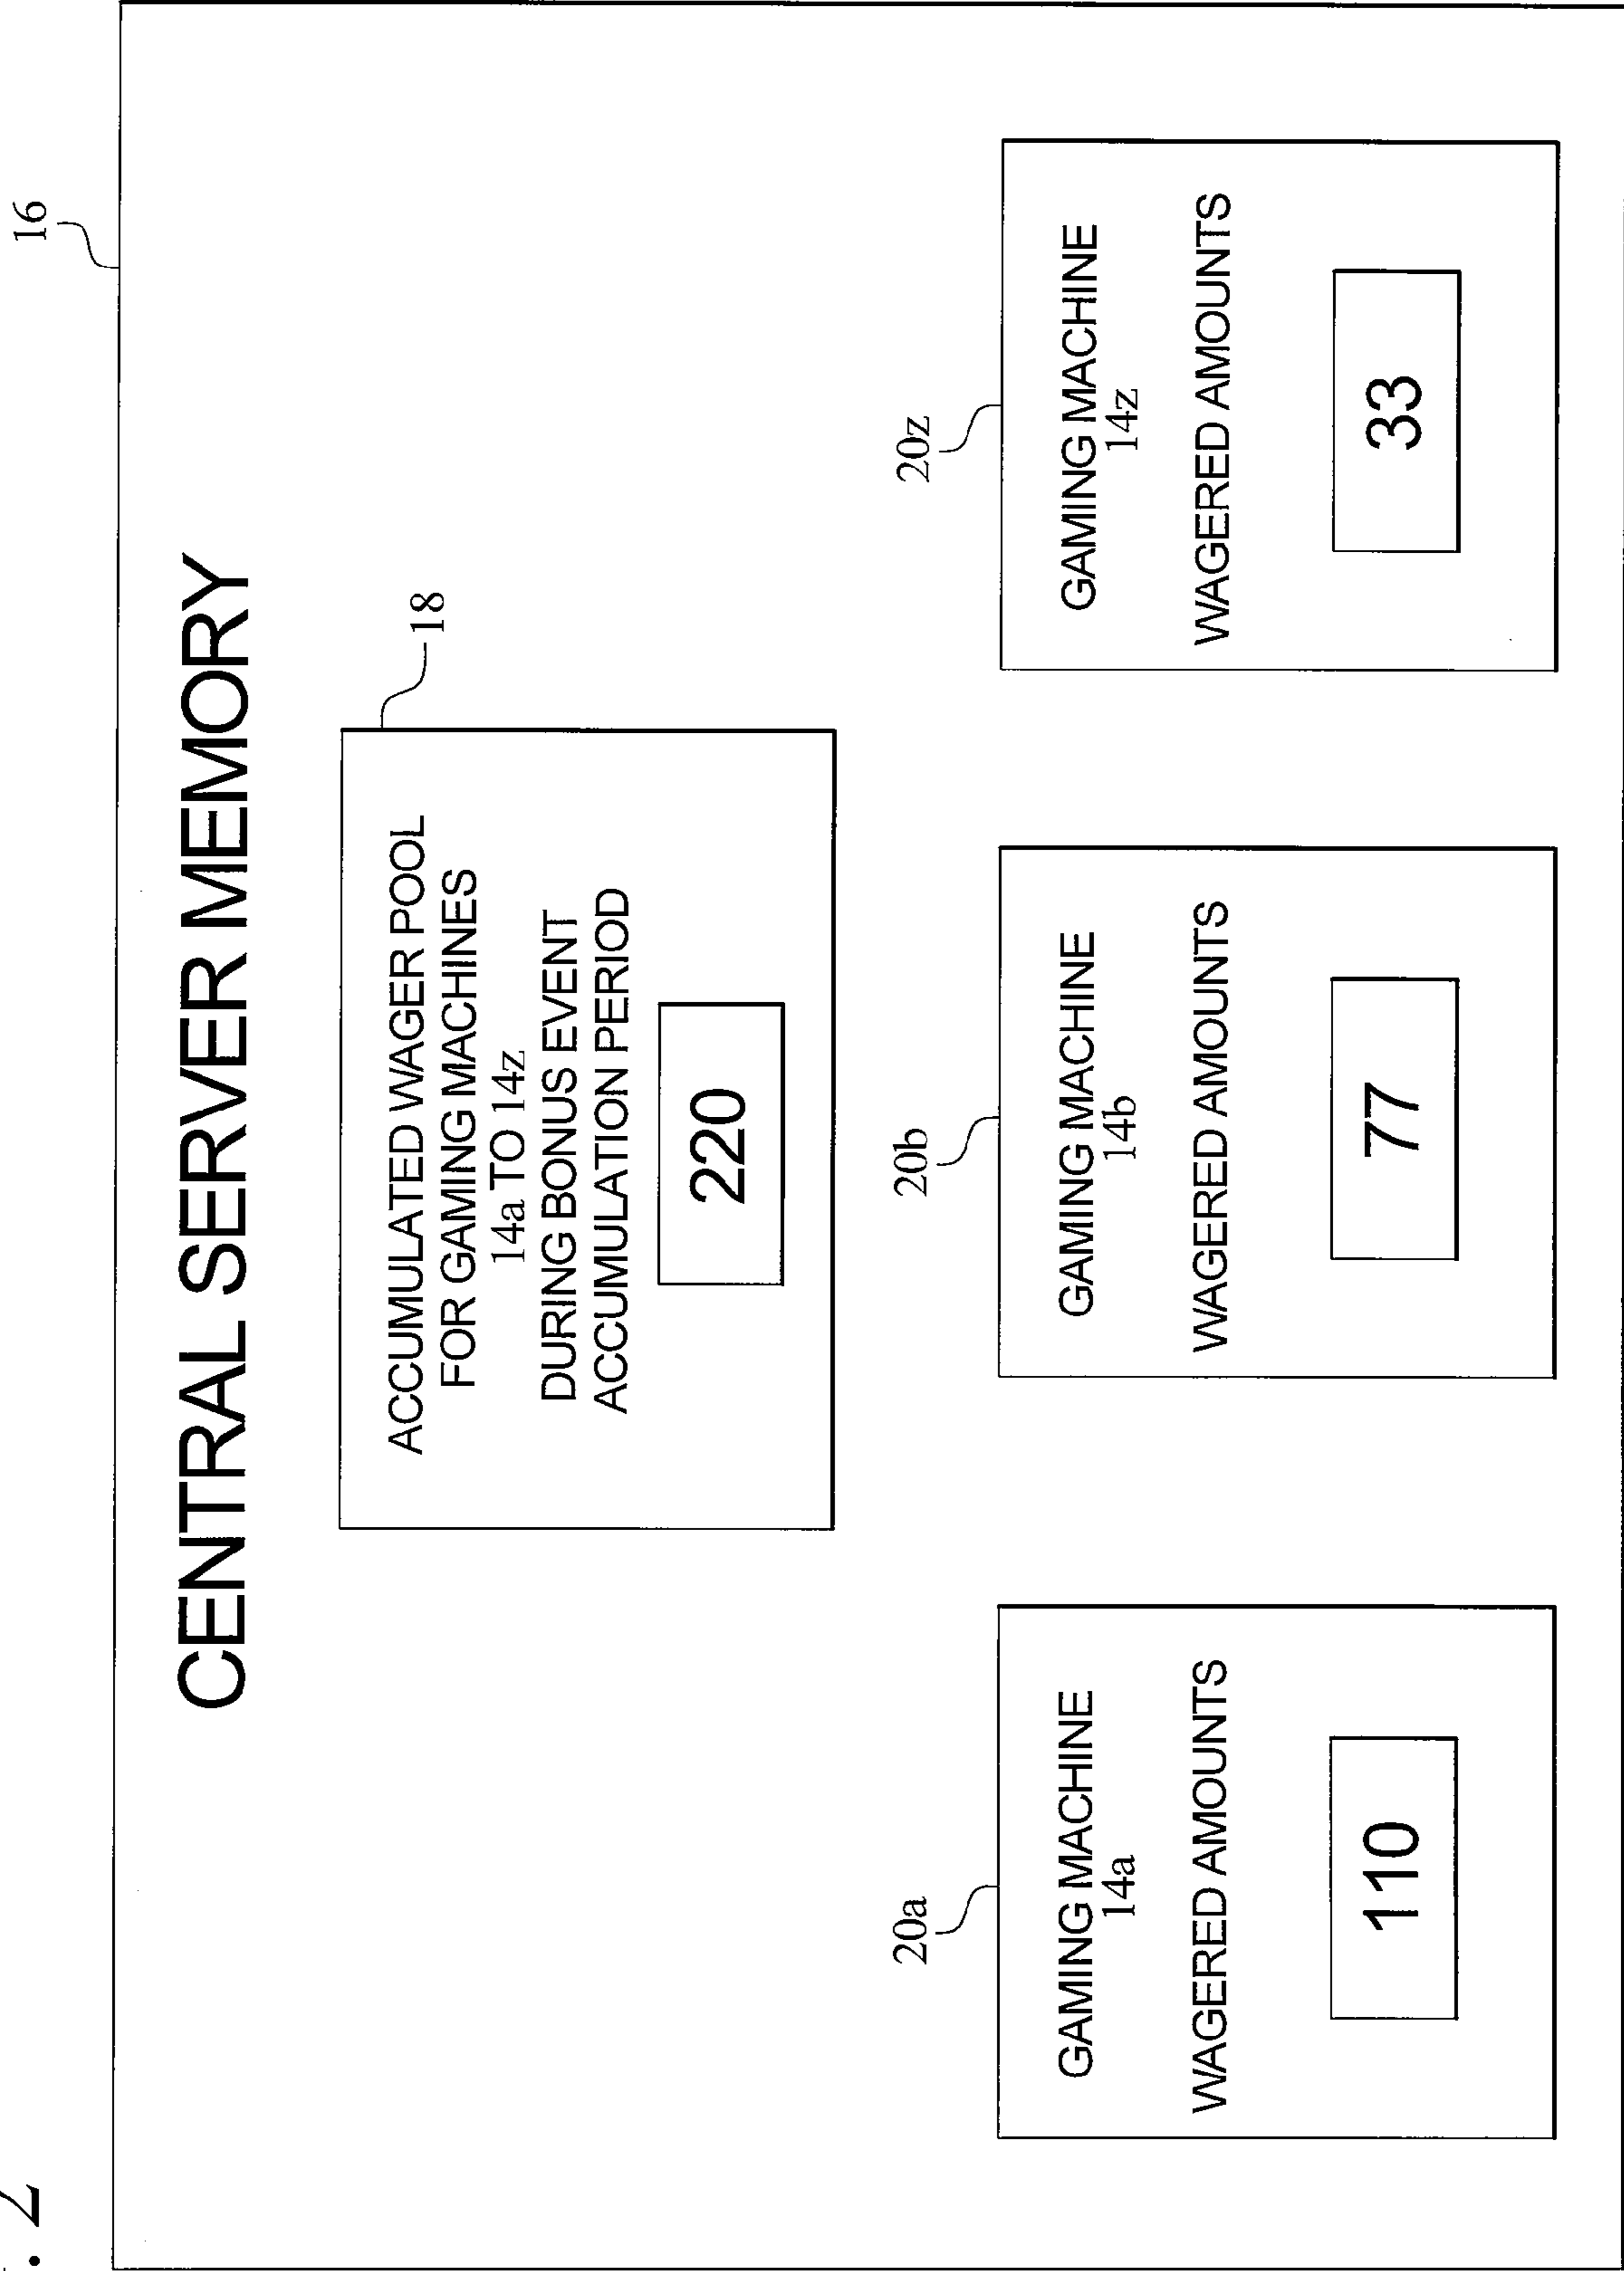 . 2
16
CENTRAL SERVER MEMORY
18
ACCUMULATED WAGER POOL
FOR GAMING MACHINES
14a TO 14z
DURING BONUS EVENT
ACCUMULATION PERIOD
220
20a
GAMING MACHINE
14a
WAGERED AMOUNTS
110
20b
GAMING MACHINE
14b
WAGERED AMOUNTS
77
20z
GAMING MACHINE
14z
WAGERED AMOUNTS
33